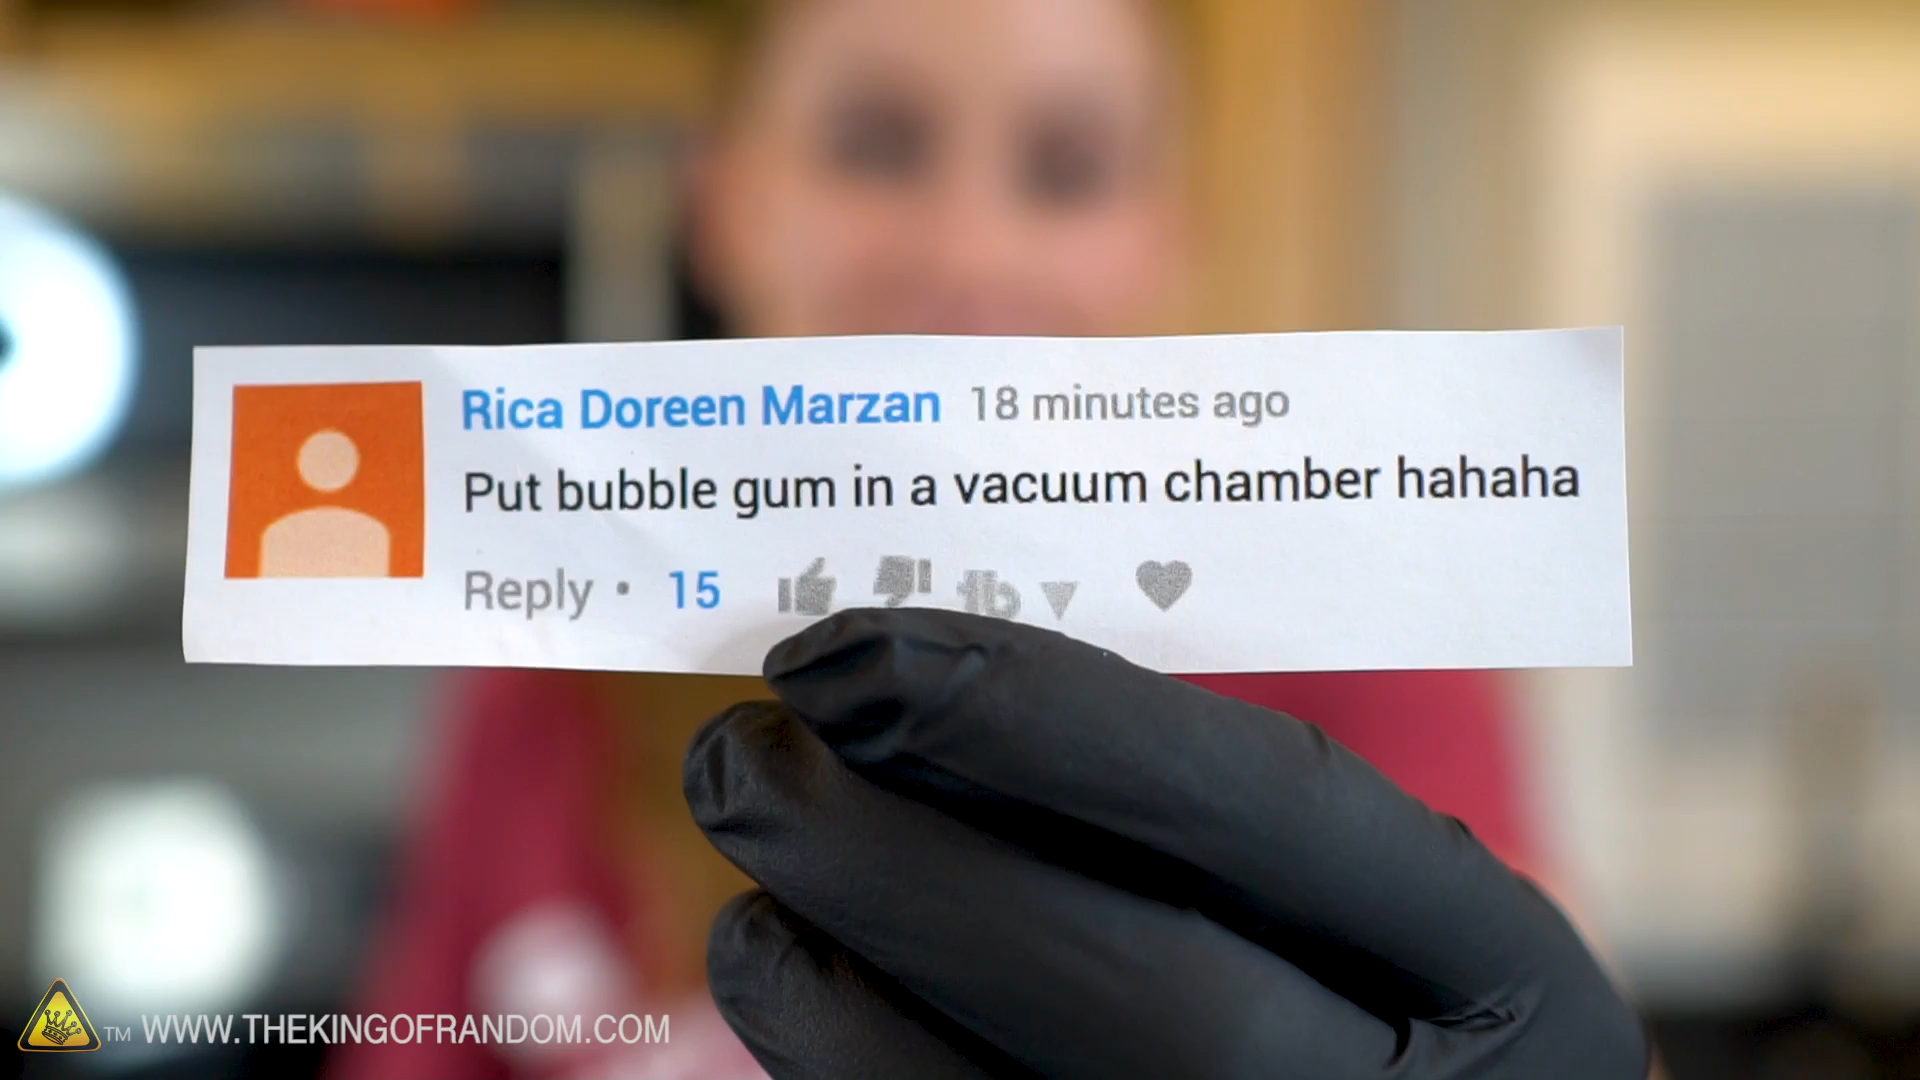 Rica Doreen Marzan 18 minutes ago
Put bubble gum in a vacuum chamber hahaha
Reply • 15
TM WWW.THEKINGOFRANDOM.COM